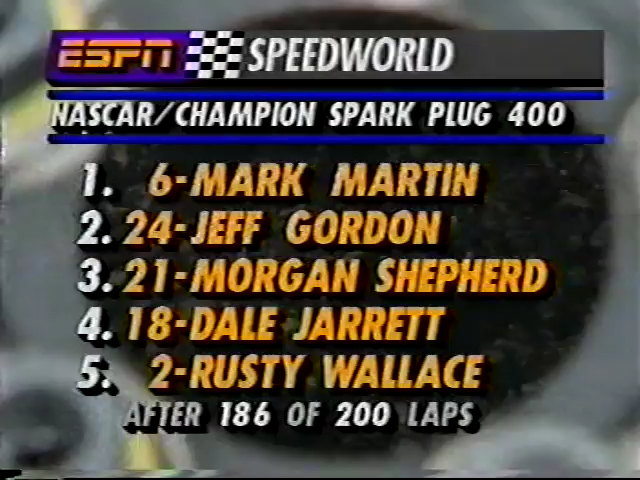 ESPN SPEEDWORLD
NASCAR/CHAMPION SPARK PLUG 400
1. 6-MARK MARTIN
2. 24-JEFF GORDON
3. 21-MORGAN SHEPHERD
4. 18-DALE JARRETT
5. 2-RUSTY WALLACE
AFTER 186 OF 200 LAPS